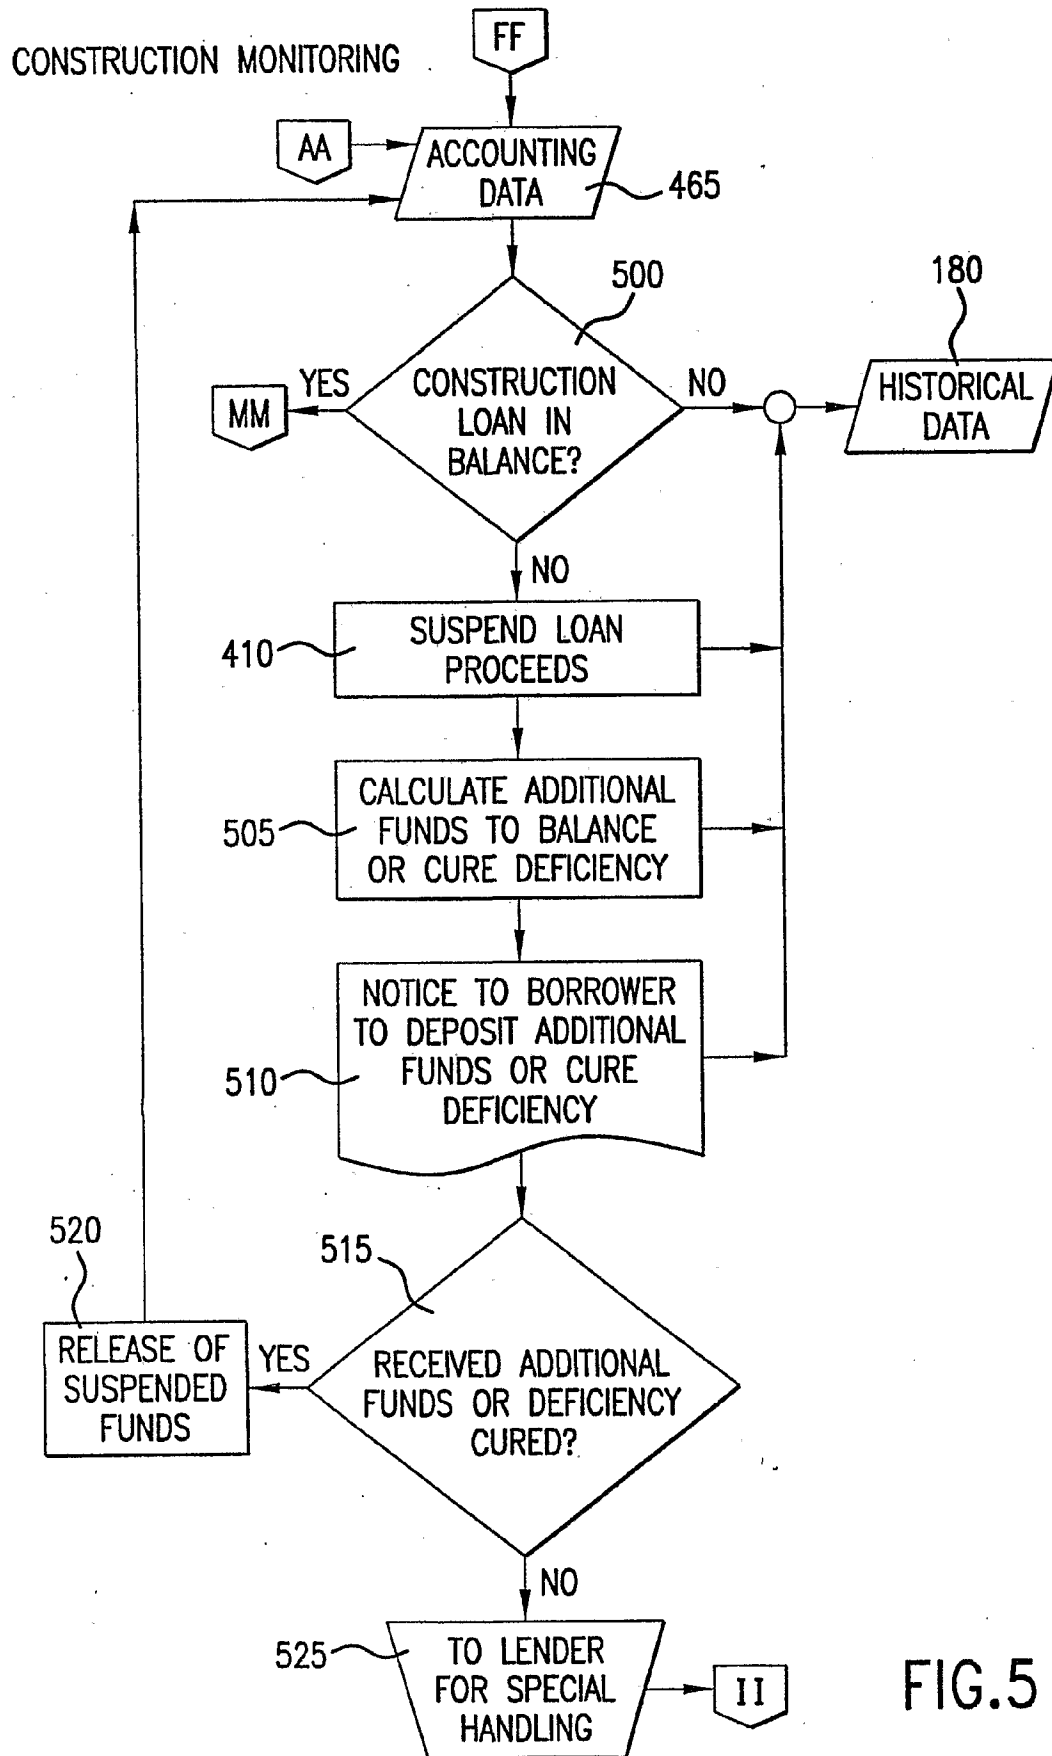 FF
CONSTRUCTION MONITORING
AA
ACCOUNTING
DATA
465
500
180
YES
MM
CONSTRUCTION
LOAN IN
BALANCE?
NO
HISTORICAL
DATA
NO
410
SUSPEND LOAN
PROCEEDS
505
CALCULATE ADDITIONAL
FUNDS TO BALANCE
OR CURE DEFICIENCY
510
NOTICE TO BORROWER
TO DEPOSIT ADDITIONAL
FUNDS OR CURE
DEFICIENCY
520
515
RELEASE OF
SUSPENDED
FUNDS
YES
RECEIVED ADDITIONAL
FUNDS OR DEFICIENCY
CURED?
NO
525
TO LENDER
FOR SPECIAL
HANDLING
II
FIG.5